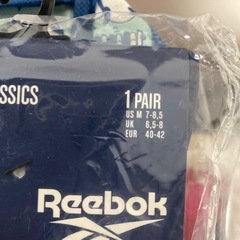 SSICS
1 PAIR
US M 7-8,5
UK 6,5-8
EUR 40-42
Reebok